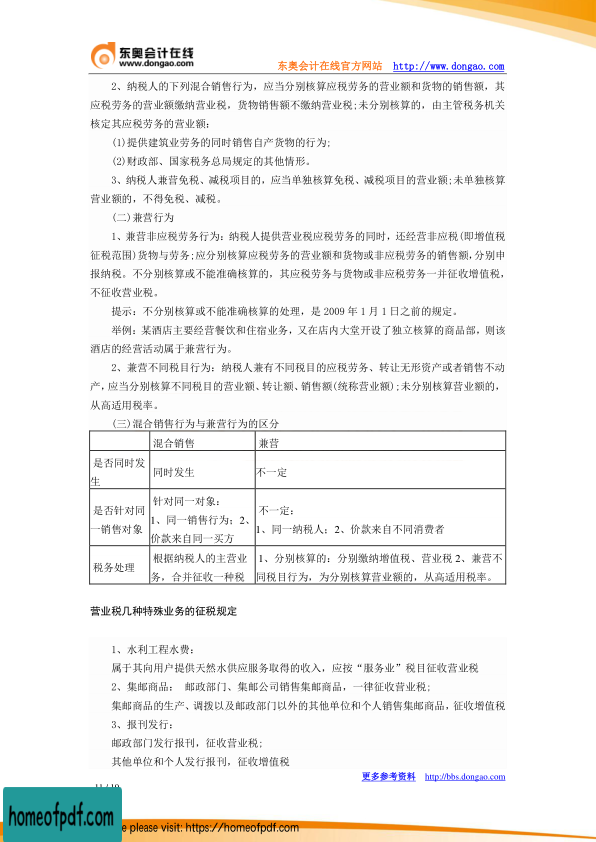 东奥会计在线
www.dongao.com
东奥会计在线官方网站 http://www.dongao.com
2、纳税人的下列混合销售行为，应当分别核算应税劳务的营业额和货物的销售额，其
应税劳务的营业额缴纳营业税，货物销售额不缴纳营业税;未分别核算的，由主管税务机关
核定其应税劳务的营业额：
(1)提供建筑业劳务的同时销售自产货物的行为;
(2)财政部、国家税务总局规定的其他情形。
3、纳税人兼营免税、减税项目的，应当单独核算免税、减税项目的营业额;未单独核算
营业额的，不得免税、减税。
(二)兼营行为
1、兼营非应税劳务行为：纳税人提供营业税应税劳务的同时，还经营非应税(即增值税
征税范围)货物与劳务;应分别核算应税劳务的营业额和货物或非应税劳务的销售额，分别申
报纳税。不分别核算或不能准确核算的，其应税劳务与货物或非应税劳务一并征收增值税，
不征收营业税。
提示：不分别核算或不能准确核算的处理，是 2009 年 1 月 1 日之前的规定。
举例：某酒店主要经营餐饮和住宿业务，又在店内大堂开设了独立核算的商品部，则该
酒店的经营活动属于兼营行为。
2、兼营不同税目行为：纳税人兼有不同税目的应税劳务、转让无形资产或者销售不动
产，应当分别核算不同税目的营业额、转让额、销售额(统称营业额);未分别核算营业额的，
从高适用税率。
(三)混合销售行为与兼营行为的区分
混合销售 兼营
是否同时发
生
同时发生 不一定
是否针对同
一销售对象
针对同一对象：
1、同一销售行为；2、
价款来自同一买方
不一定：
1、同一纳税人；2、价款来自不同消费者
税务处理
根据纳税人的主营业
务，合并征收一种税
1、分别核算的：分别缴纳增值税、营业税 2、兼营不
同税目行为，为分别核算营业额的，从高适用税率。
营业税几种特殊业务的征税规定
1、水利工程水费：
属于其向用户提供天然水供应服务取得的收入，应按“服务业”税目征收营业税
2、集邮商品： 邮政部门、集邮公司销售集邮商品，一律征收营业税;
集邮商品的生产、调拨以及邮政部门以外的其他单位和个人销售集邮商品，征收增值税
3、报刊发行：
邮政部门发行报刊，征收营业税;
其他单位和个人发行报刊，征收增值税
更多参考资料 http://bbs.dongao.com
11 / 19
homeofpdf.com
please visit: https://homeofpdf.com